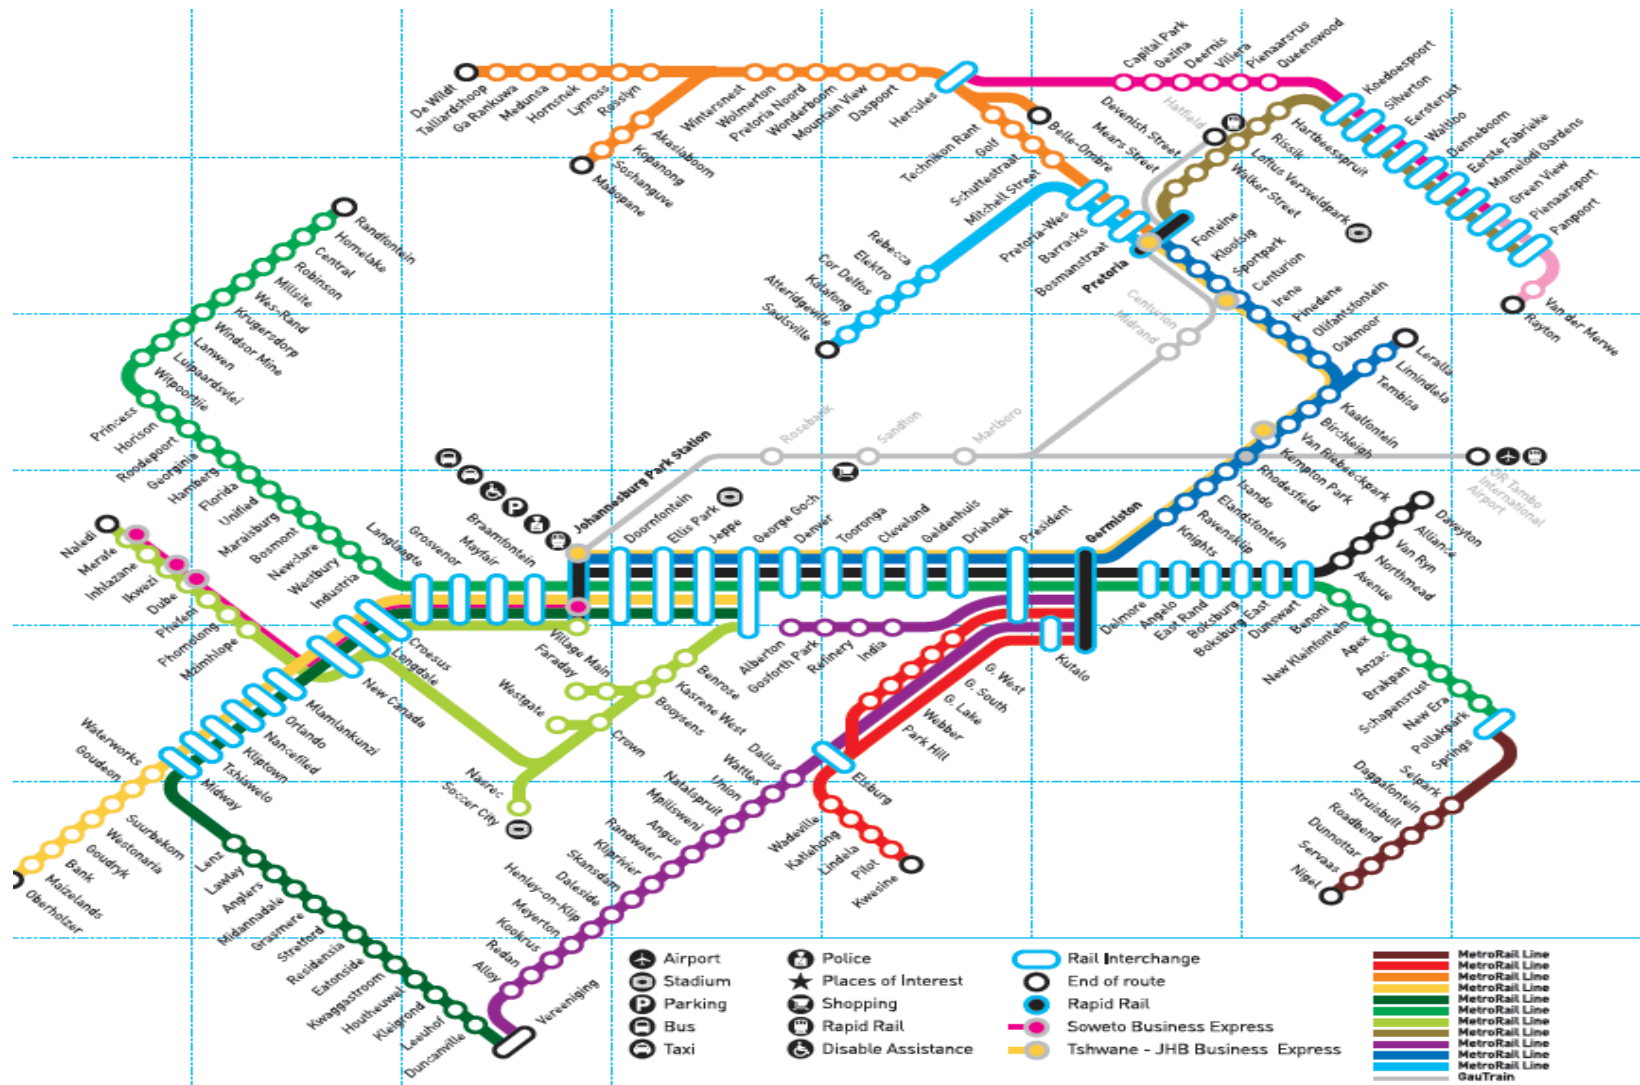 De Wildt
Tailardshoop
Ga Rankuwa
Medunsa
Hornsnek
Lynross
Rosslyn
Akasiaboom
Kopanong
Soshanguve
Mabopane
Wintersnest
Wolmerton
Pretoria Noord
Wonderboom
Mountain View
Daspoort
Hercules
Capital Park
Gezina
Deernis
Villera
Pienaarsrus
Queenswood
Koedoespoort
Silverton
Eersterust
Waltloo
Denneboom
Eerste Fabrieke
Mamelodi Gardens
Green View
Pienaarsport
Panpoort
Van der Merwe
Rayton
Belle-Ombre
Technikon Rant
Golf
Schuttestraat
Mitchell Street
Pretoria-Wes
Barracks
Bosmanstraat
Pretoria
Devenish Street
Mears Street
Hatfield
Walker Street
Loftus Versveldpark
Rissik
Hartbeesspruit
Rebecca
Elektro
Cor Delfos
Kalafong
Atteridgeville
Saulsville
Fonteine
Kloofsig
Sportpark
Centurion
Irene
Pinedene
Olifantsfontein
Oakmoor
Leralla
Limindlela
Tembisa
Kaalfontein
Birchleigh
Van Riebeeckpark
Kempton Park
Rhodesfield
Isando
Elandsfontein
Ravensklip
Knights
Centurion
Midrand
Marlboro
Sandton
Rosebank
OR Tambo
International
Airport
Randfontein
Homelake
Central
Robinson
Millsite
Wes-Rand
Krugersdorp
Windsor Mine
Lanwen
Luipaardsvlei
Witpoortjie
Princess
Horison
Roodepoort
Georginia
Hamberg
Florida
Unified
Maraisburg
Bosmont
Newclare
Westbury
Industria
Langlaagte
Grosvenor
Mayfair
Braamfontein
Johannesburg Park Station
Doornfontein
Ellis Park
Jeppe
George Goch
Denver
Tooronga
Cleveland
Geldenhuis
Driehoek
President
Germiston
Naledi
Merafe
Inhlazane
Ikwezi
Dube
Phefeni
Phomolong
Mzimhlope
Croesus
Longdale
New Canada
Mlamlankunzi
Orlando
Nancefiled
Kliptown
Tshiawelo
Midway
Waterworks
Goudeon
Suurbekom
Westonaria
Goudryk
Bank
Maizelands
Oberholzer
Lenz
Lawley
Anglers
Midannadale
Grasmere
Stretford
Residensia
Eatonside
Kwaggastroom
Houtheuwel
Kleigrond
Leeuhof
Duncanville
Vereeniging
Village Main
Faraday
Westgate
Crown
Booysens
Kasrene West
Benrose
Nasrec
Soccer City
Alberton
Gosforth Park
Refinery
India
Kutalo
G. West
G. South
G. Lake
Webber
Park Hill
Elsburg
Wadeville
Katlehong
Lindela
Pilot
Kwesine
Dallas
Wattles
Union
Natalspruit
Mpilisweni
Angus
Randwater
Kliprivier
Skansdam
Daleside
Henley-on-Klip
Meyerton
Kookrus
Redan
Alloy
Delmore
Angelo
East Rand
Boksburg
Boksburg East
Dunswart
Benoni
New Kleinfontein
Apex
Anzac
Brakpan
Schapensrust
New Era
Pollakpark
Springs
Daveyton
Alliance
Van Ryn
Northmead
Avenue
Selpark
Daggafontein
Struisbult
Roadbend
Dunnottar
Servaas
Nigel
Airport
Stadium
Parking
Bus
Taxi
Police
Places of Interest
Shopping
Rapid Rail
Disable Assistance
Rail Interchange
End of route
Rapid Rail
Soweto Business Express
Tshwane - JHB Business Express
MetroRail Line
MetroRail Line
MetroRail Line
MetroRail Line
MetroRail Line
MetroRail Line
MetroRail Line
MetroRail Line
MetroRail Line
MetroRail Line
MetroRail Line
GauTrain